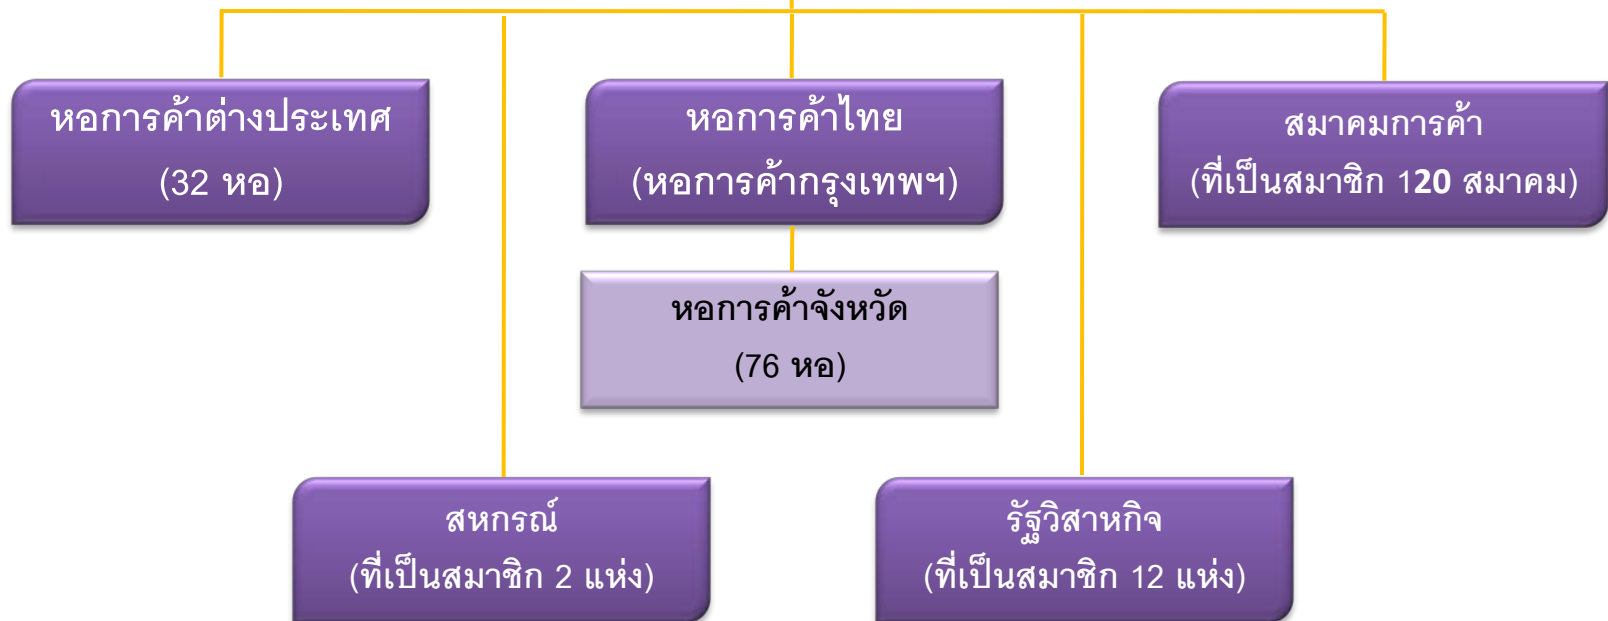 หอการค้าต่างประเทศ
(32 หอ)
หอการค้าไทย
(หอการค้ากรุงเทพฯ)
สมาคมการค้า
(ที่เป็นสมาชิก 120 สมาคม)
หอการค้าจังหวัด
(76 หอ)
สหกรณ์
(ที่เป็นสมาชิก 2 แห่ง)
รัฐวิสาหกิจ
(ที่เป็นสมาชิก 12 แห่ง)